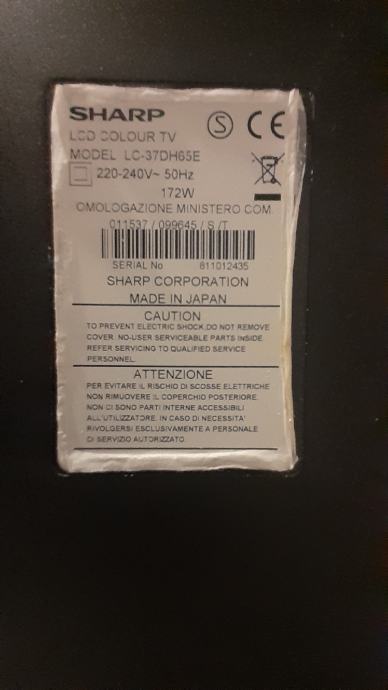 SHARP
S CE
LCD COLOUR TV
MODEL LC-37DH65E
220-240V~ 50Hz
172W
OMOLOGAZIONE MINISTERO COM.
011537 / 099645 / S /T
SERIAL No 811012435
SHARP CORPORATION
MADE IN JAPAN
CAUTION
TO PREVENT ELECTRIC SHOCK,DO NOT REMOVE
COVER. NO-USER SERVICEABLE PARTS INSIDE
REFER SERVICING TO QUALIFIED SERVICE
PERSONNEL.
ATTENZIONE
PER EVITARE IL RISCHIO DI SCOSSE ELETTRICHE
NON RIMUOVERE IL COPERCHIO POSTERIORE.
NON CI SONO PARTI INTERNE ACCESSIBILI
ALL'UTILIZZATORE. IN CASO DI NECESSITA'
RIVOLGERSI ESCLUSIVAMENTE A PERSONALE
DI SERVIZIO AUTORIZZATO.